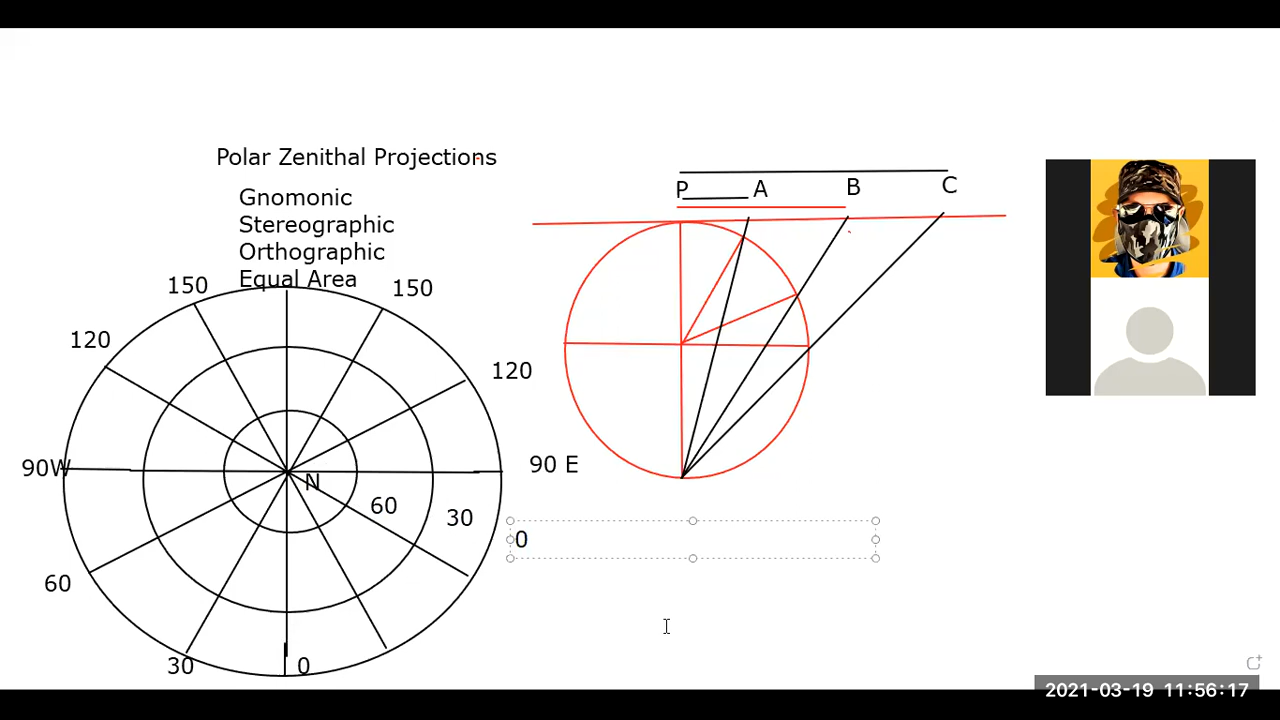 Polar Zenithal Projections
Gnomonic
Stereographic
Orthographic
Equal Area
P A B C
150 150
120 120
90W N 90 E
60 30
60
30 0
0
2021-03-19 11:56:17